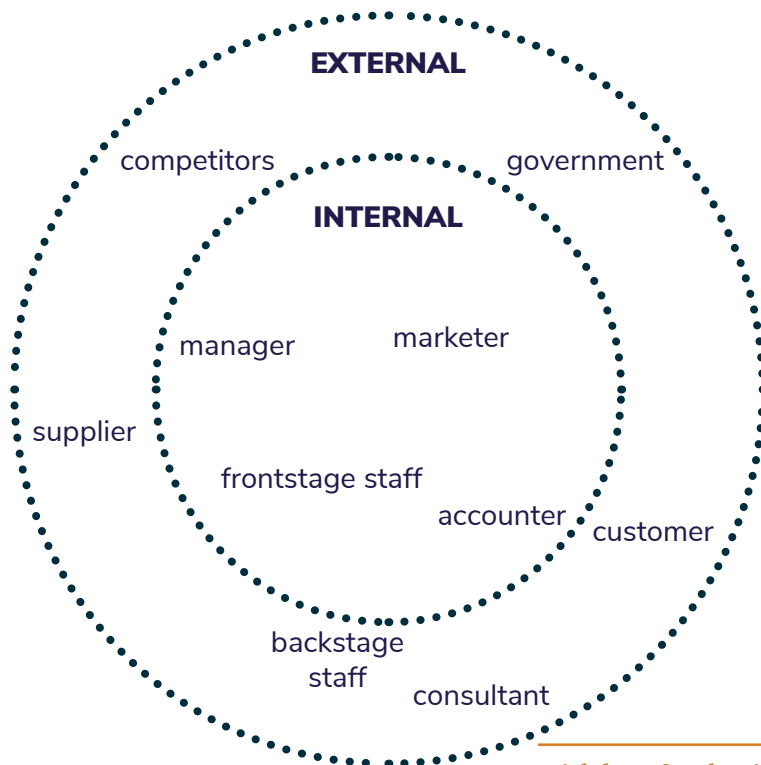 EXTERNAL
competitors
government
INTERNAL
manager
marketer
supplier
frontstage staff
accounter
customer
backstage
staff
consultant